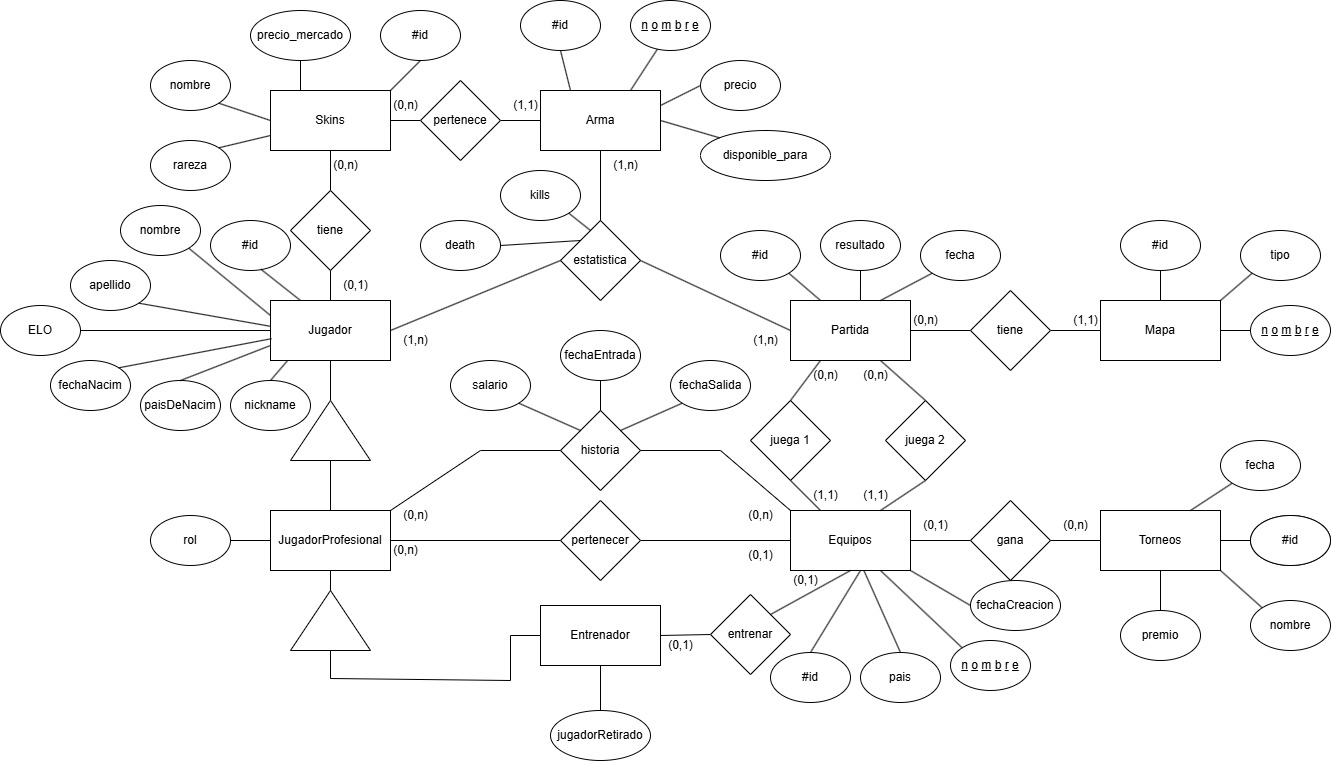 precio_mercado
#id
#id
nombre
nombre
precio
Skins
(0,n)
pertenece
(1,1)
Arma
rareza
disponible_para
(0,n)
(1,n)
kills
nombre
#id
tiene
death
estatistica
#id
resultado
fecha
#id
tipo
apellido
(0,1)
ELO
Jugador
(1,n)
(1,n)
Partida
(0,n)
tiene
(1,1)
Mapa
nombre
fechaNacim
paisDeNacim
nickname
salario
fechaEntrada
fechaSalida
(0,n)
(0,n)
historia
juega 1
juega 2
fecha
(0,n)
(0,n)
(1,1)
(1,1)
rol
JugadorProfesional
(0,n)
pertenecer
(0,1)
Equipos
(0,1)
gana
(0,n)
Torneos
#id
(0,1)
fechaCreacion
Entrenador
(0,1)
entrenar
premio
nombre
#id
pais
nombre
jugadorRetirado